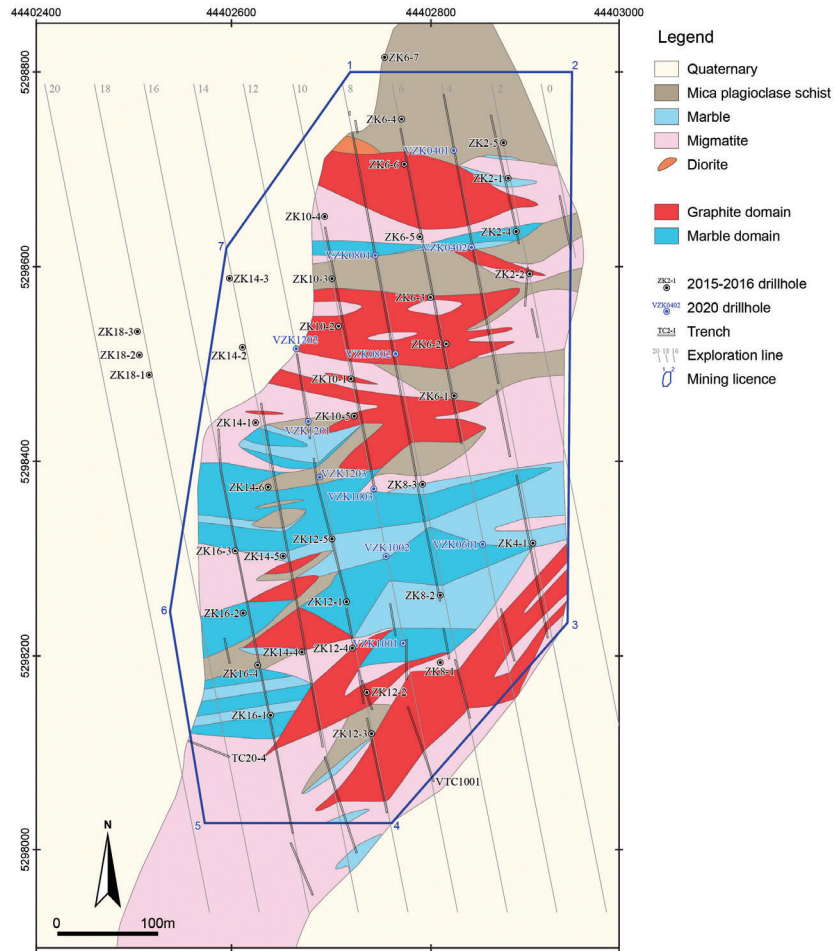 44402400 44402600 44402800 44403000
5298800
5298600
5298400
5298200
5298000
20 18 16 14 12 10 8 6 4 2 0
1
2
3
4
5
6
7
ZK6-7
ZK6-4
VZK0401
ZK2-5
ZK6-6
ZK2-1
ZK10-4
ZK6-5
VZK0402
ZK2-4
VZK0801
ZK14-3
ZK10-3
ZK2-2
ZK6-3
ZK18-3
ZK10-2
VZK1202
ZK14-2
ZK18-2
VZK0802
ZK6-2
ZK18-1
ZK10-1
ZK6-1
ZK14-1
ZK10-5
VZK1201
VZK1203
ZK14-6
VZK1003
ZK8-3
ZK12-5
ZK16-3
ZK14-5
VZK1002
VZK0601
ZK4-1
ZK16-2
ZK12-1
ZK8-2
VZK1001
ZK14-4
ZK12-4
ZK16-4
ZK8-1
ZK12-2
ZK16-1
ZK12-3
TC20-4
VTC1001
N
0 100m
Legend
Quaternary
Mica plagioclase schist
Marble
Migmatite
Diorite
Graphite domain
Marble domain
ZK2-1 2015-2016 drillhole
VZK0402 2020 drillhole
TC2-1 Trench
20 18 16 Exploration line
1 2 Mining licence